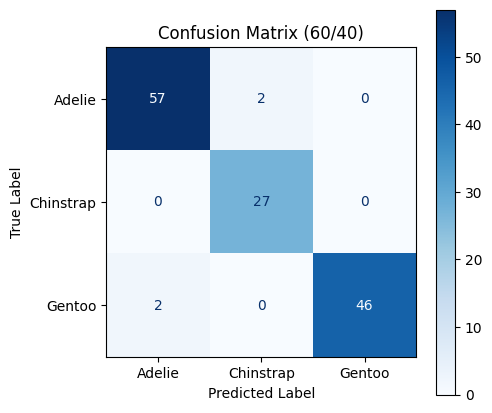 Confusion Matrix (60/40)
True Label
Adelie 57 2 0
Chinstrap 0 27 0
Gentoo 2 0 46
Adelie Chinstrap Gentoo
Predicted Label
50
40
30
20
10
0